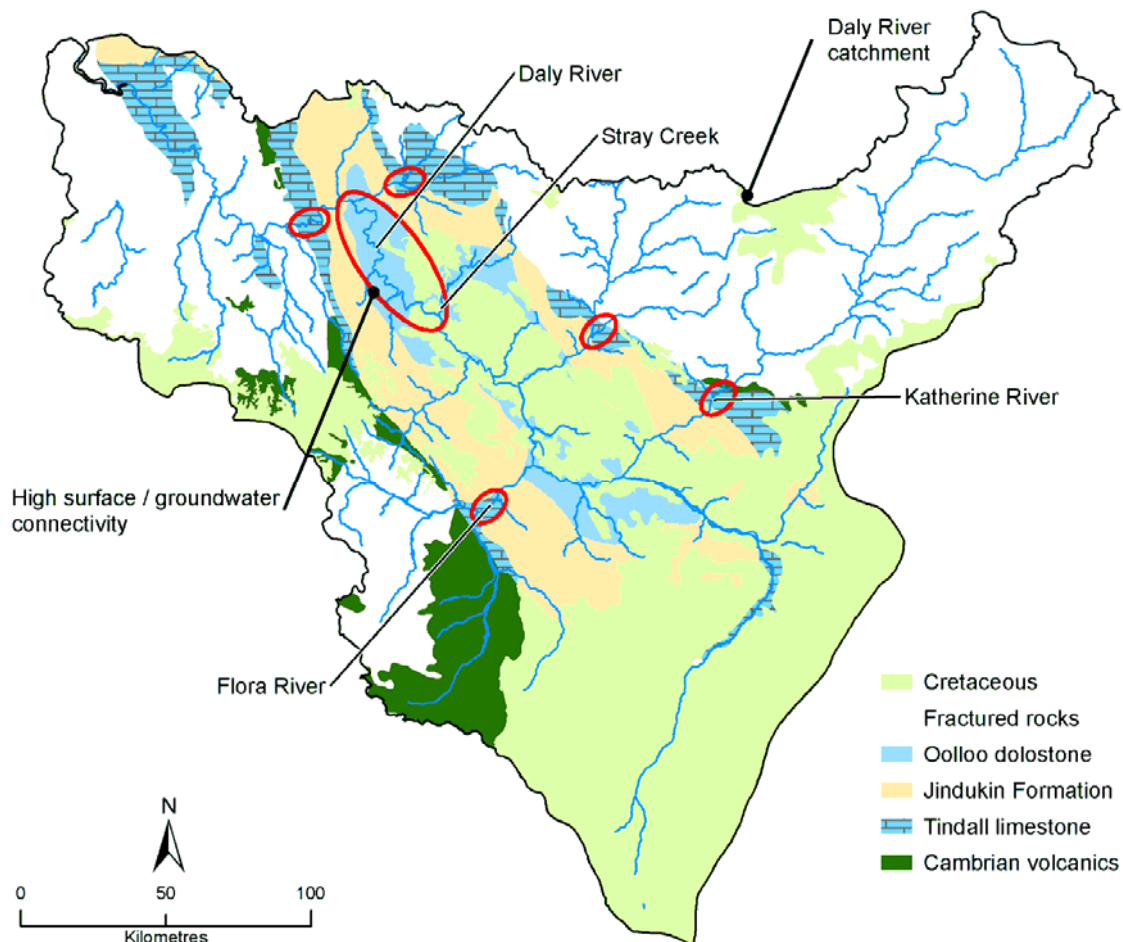 Daly River
catchment
Daly River
Stray Creek
Katherine River
High surface / groundwater
connectivity
Flora River
Cretaceous
Fractured rocks
Oolloo dolostone
Jindukin Formation
Tindall limestone
Cambrian volcanics
N
0 50 100
Kilometres